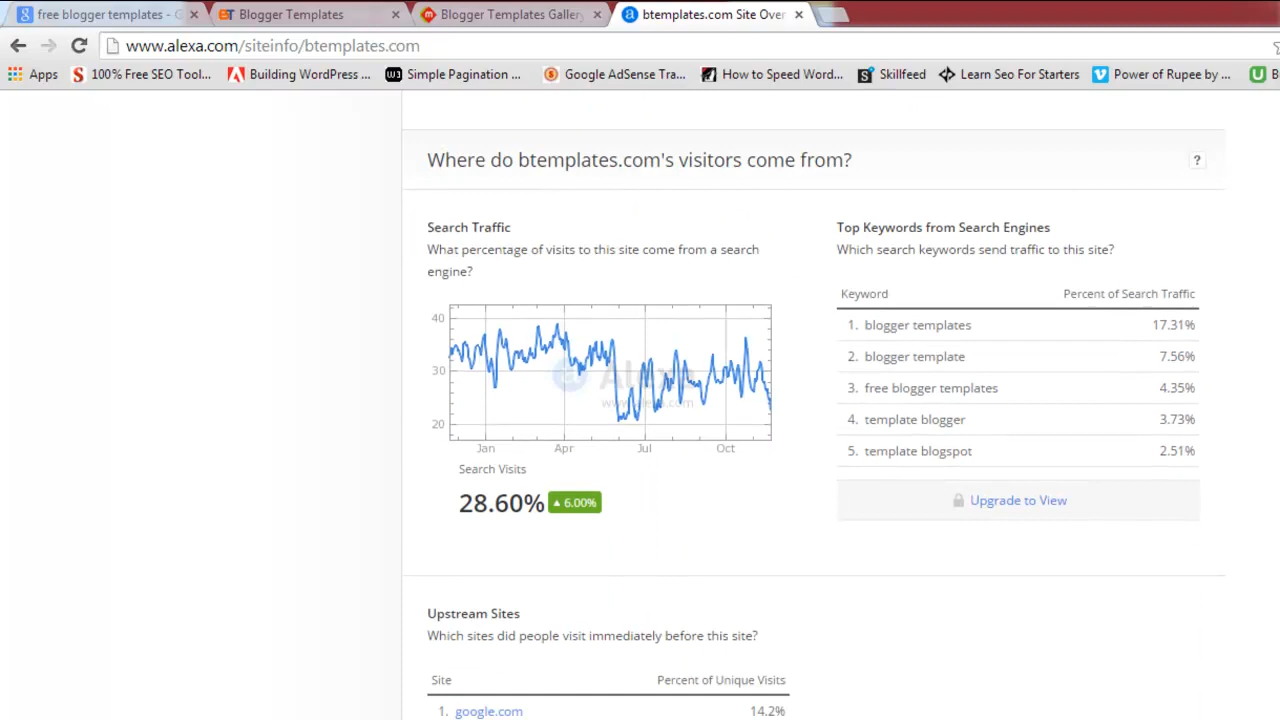 free blogger templates - G
Blogger Templates
Blogger Templates Gallery
btemplates.com Site Over
www.alexa.com/siteinfo/btemplates.com
Apps
100% Free SEO Tool...
Building WordPress ...
Simple Pagination ...
Google AdSense Tra...
How to Speed Word...
Skillfeed
Learn Seo For Starters
Power of Rupee by ...
Where do btemplates.com's visitors come from?
?
Search Traffic
What percentage of visits to this site come from a search
engine?
40
30
20
Alexa
www.alexa.com
Jan Apr Jul Oct
Search Visits
28.60% 6.00%
Top Keywords from Search Engines
Which search keywords send traffic to this site?
Keyword Percent of Search Traffic
1. blogger templates 17.31%
2. blogger template 7.56%
3. free blogger templates 4.35%
4. template blogger 3.73%
5. template blogspot 2.51%
Upgrade to View
Upstream Sites
Which sites did people visit immediately before this site?
Site Percent of Unique Visits
1. google.com 14.2%